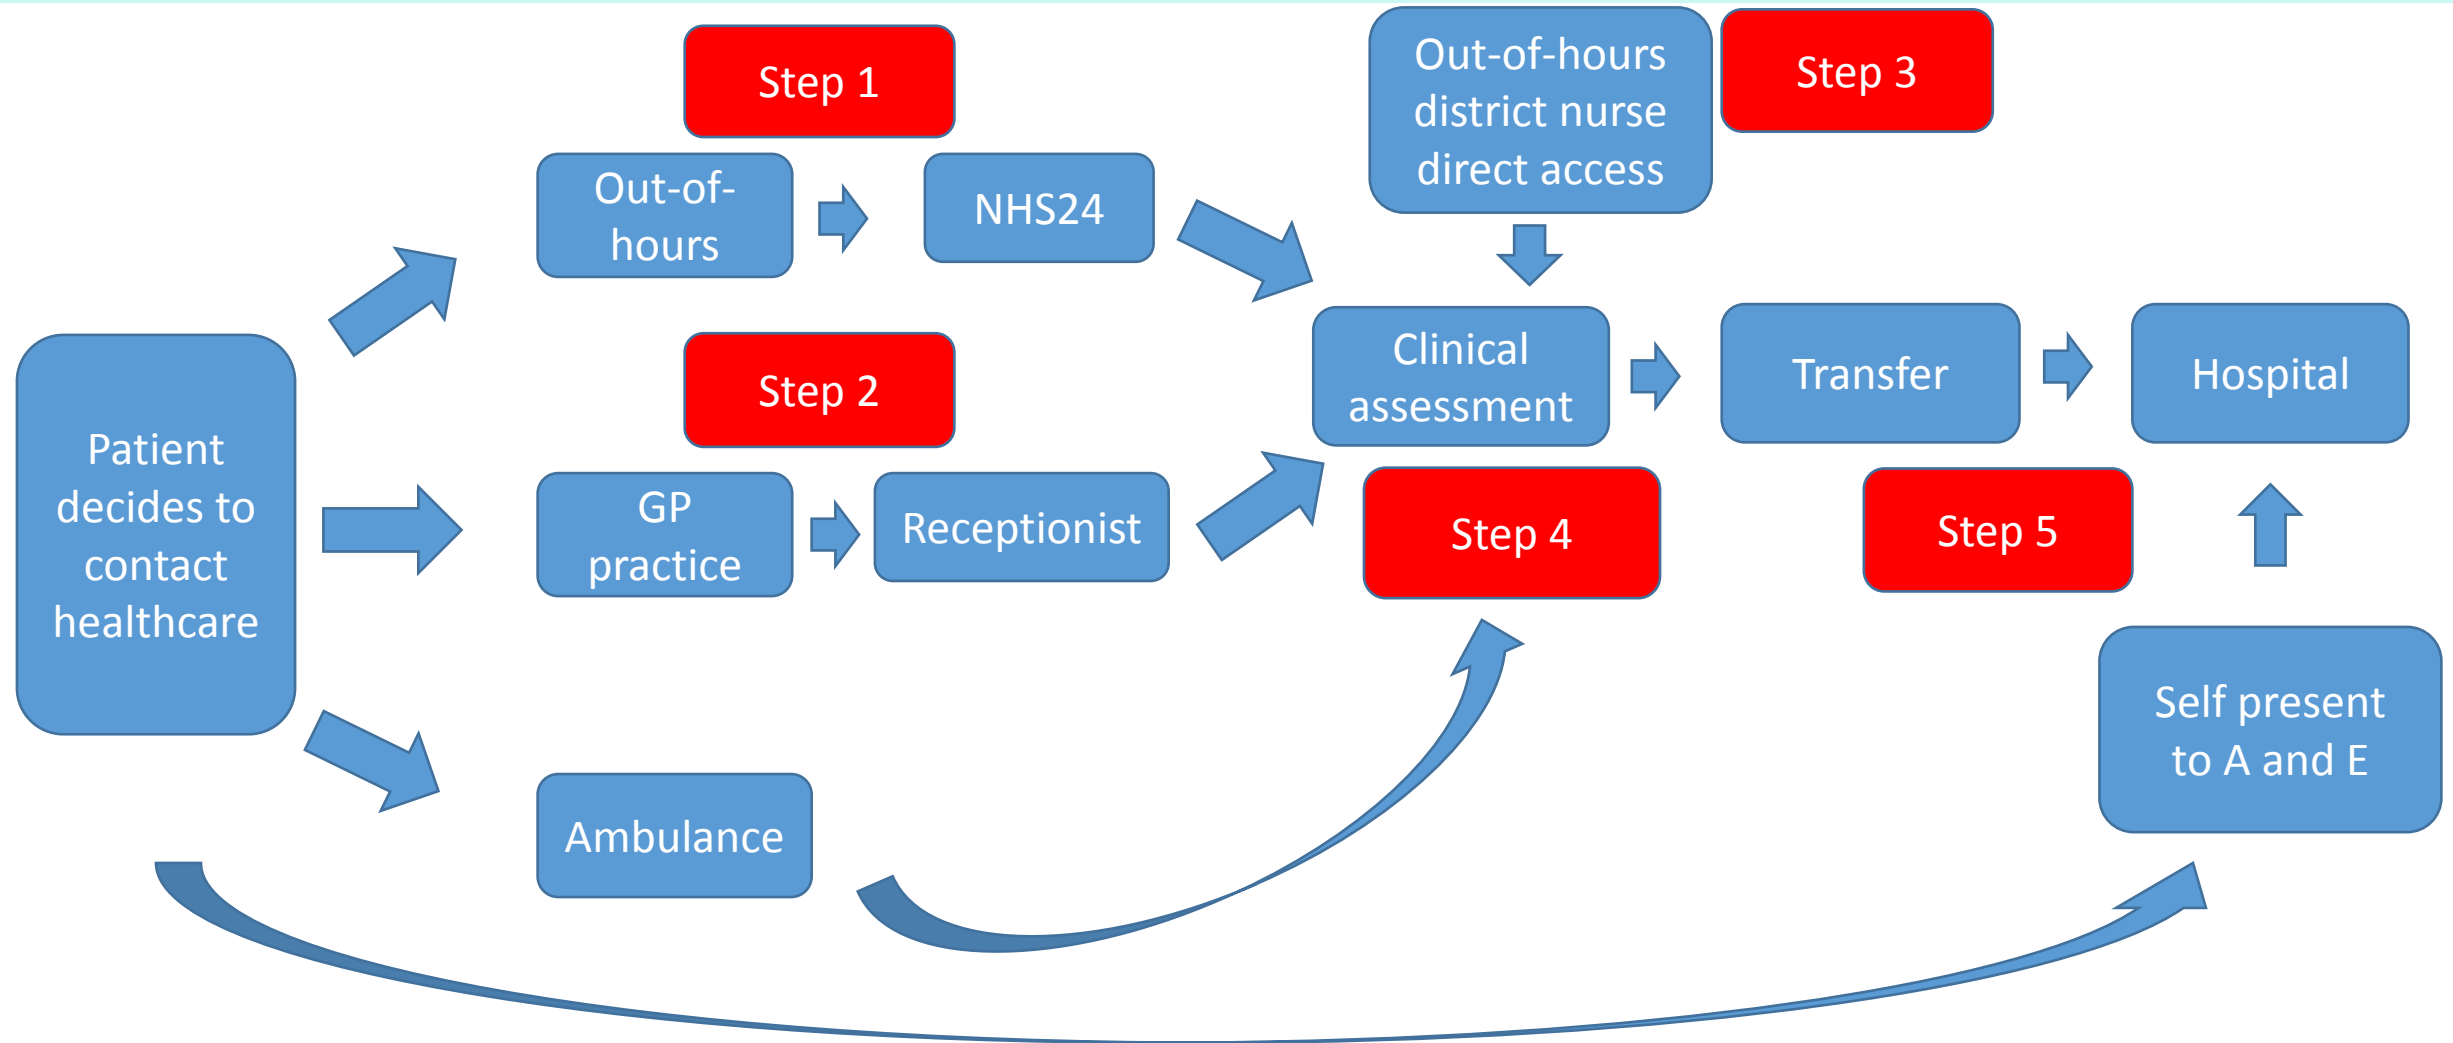 Step 1
Out-of-hours
district nurse
direct access
Step 3
Out-of-
hours
NHS24
Patient
decides to
contact
healthcare
Step 2
Clinical
assessment
Transfer
Hospital
GP
practice
Receptionist
Step 4
Step 5
Ambulance
Self present
to A and E